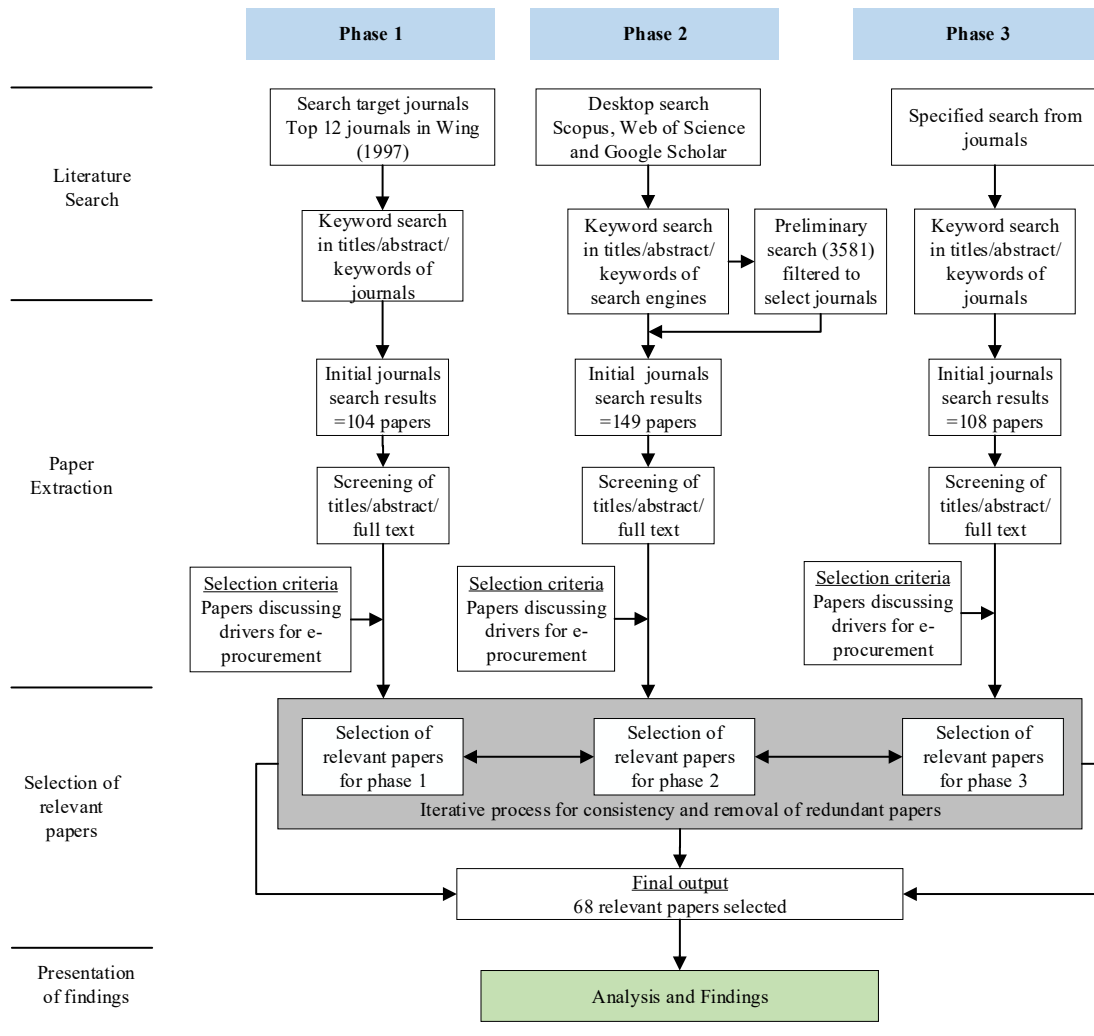 Phase 1
Phase 2
Phase 3
Literature
Search
Search target journals
Top 12 journals in Wing
(1997)
Desktop search
Scopus, Web of Science
and Google Scholar
Specified search from
journals
Keyword search
in titles/abstract/
keywords of
journals
Keyword search
in titles/abstract/
keywords of
search engines
Preliminary
search (3581)
filtered to
select journals
Keyword search
in titles/abstract/
keywords of
journals
Paper
Extraction
Initial journals
search results
=104 papers
Initial journals
search results
=149 papers
Initial journals
search results
=108 papers
Screening of
titles/abstract/
full text
Screening of
titles/abstract/
full text
Screening of
titles/abstract/
full text
Selection criteria
Papers discussing
drivers for e-
procurement
Selection criteria
Papers discussing
drivers for e-
procurement
Selection criteria
Papers discussing
drivers for e-
procurement
Selection of
relevant
papers
Selection of
relevant papers
for phase 1
Selection of
relevant papers
for phase 2
Selection of
relevant papers
for phase 3
Iterative process for consistency and removal of redundant papers
Final output
68 relevant papers selected
Presentation
of findings
Analysis and Findings